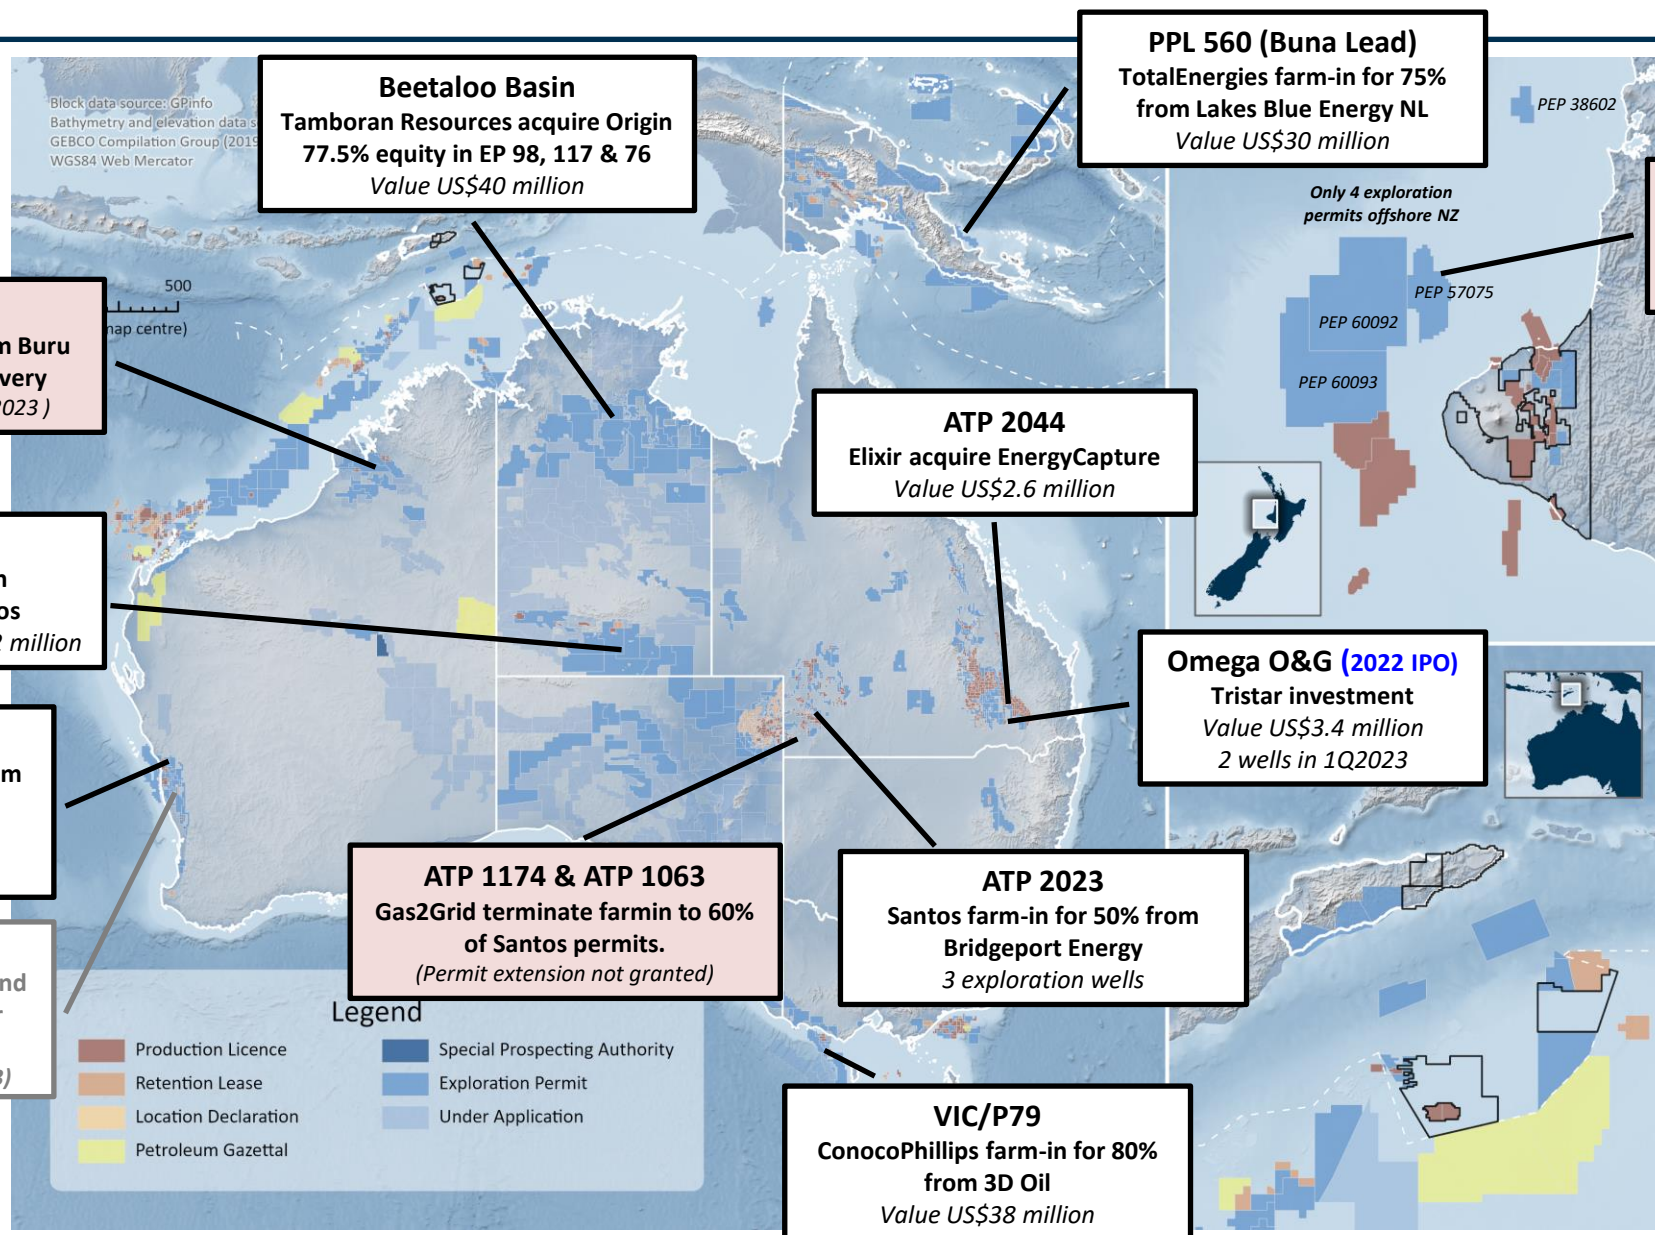 Block data source: GPinfo
Bathymetry and elevation data s
GEBCO Compilation Group (2019
WGS84 Web Mercator
Beetaloo Basin
Tamboran Resources acquire Origin
77.5% equity in EP 98, 117 & 76
Value US$40 million
PPL 560 (Buna Lead)
TotalEnergies farm-in for 75%
from Lakes Blue Energy NL
Value US$30 million
PEP 38602
Only 4 exploration
permits offshore NZ
PEP 57075
PEP 60092
PEP 60093
500
map centre)
m Buru
very
2023 )
n
os
2 million
m
nd
3)
ATP 2044
Elixir acquire EnergyCapture
Value US$2.6 million
Omega O&G (2022 IPO)
Tristar investment
Value US$3.4 million
2 wells in 1Q2023
ATP 1174 & ATP 1063
Gas2Grid terminate farmin to 60%
of Santos permits.
(Permit extension not granted)
ATP 2023
Santos farm-in for 50% from
Bridgeport Energy
3 exploration wells
VIC/P79
ConocoPhillips farm-in for 80%
from 3D Oil
Value US$38 million
Legend
Production Licence
Retention Lease
Location Declaration
Petroleum Gazettal
Special Prospecting Authority
Exploration Permit
Under Application